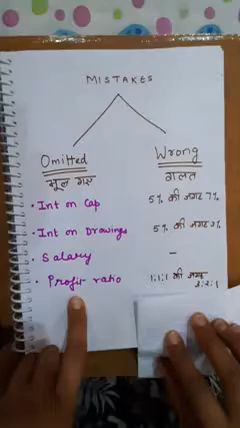 MISTAKES
Omitted Wrong
भूल गए गलत
• Int on Cap 5% की जगह 7%
• Int on Drawings 5% की जगह
• Salary –
• Profit ratio 1:1:1 की जगह
3:2:1